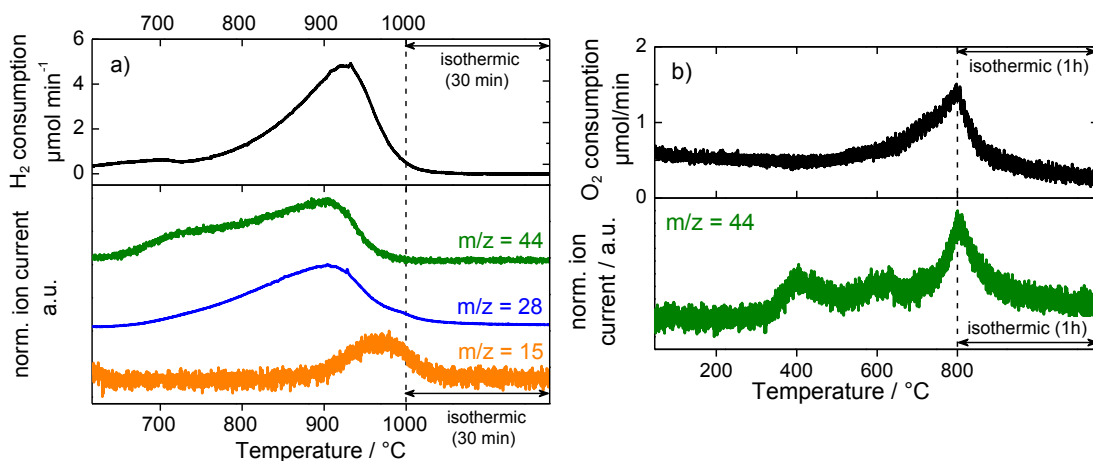 700 800 900 1000
6
4
2
0
H₂ consumption
µmol min⁻¹
a)
isothermic
(30 min)
norm. ion current
a.u.
m/z = 44
m/z = 28
m/z = 15
isothermic
(30 min)
700 800 900 1000
Temperature / °C
2
1
0
O₂ consumption
µmol/min
b)
isothermic (1h)
norm. ion
current / a.u.
m/z = 44
isothermic (1h)
200 400 600 800
Temperature / °C